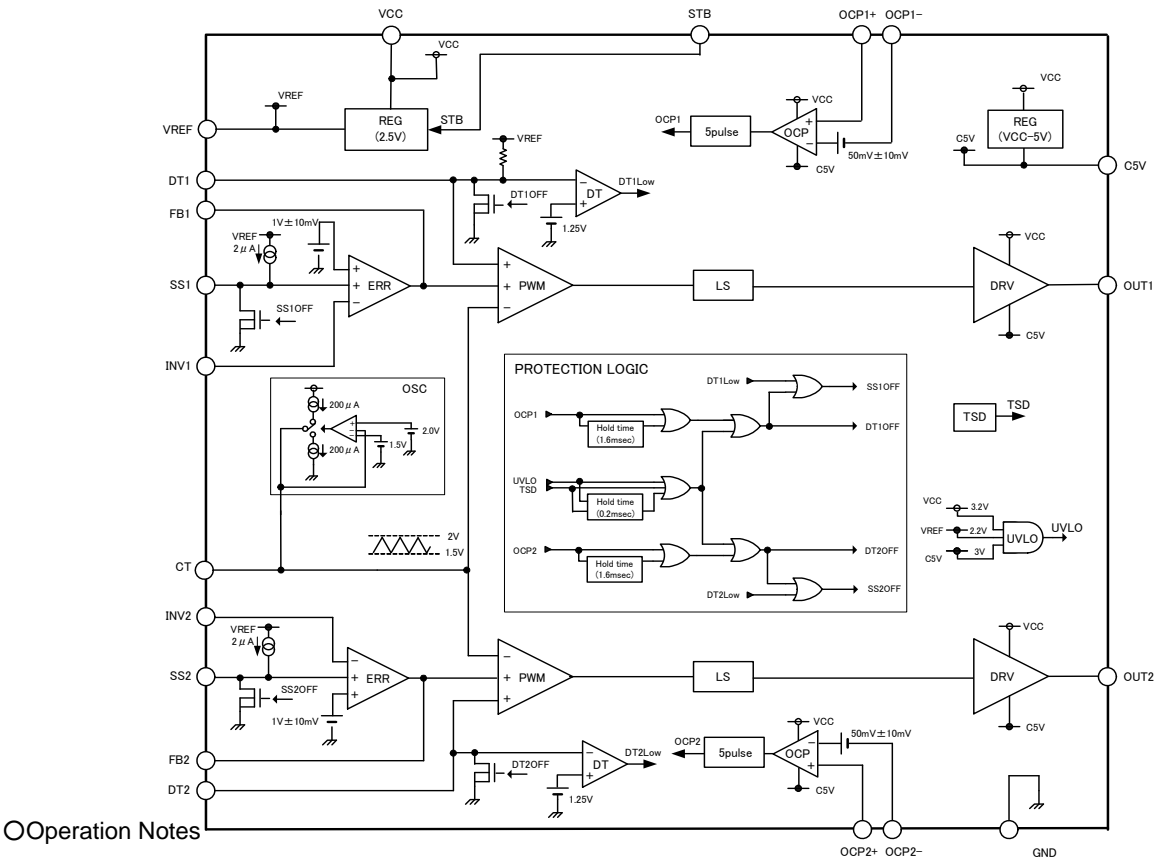 VCC
STB
OCP1+ OCP1-
VCC
VREF
VREF
REG
(2.5V)
STB
OCP1
5pulse
VCC
OCP
+
-
C5V
50mV±10mV
VCC
REG
(VCC-5V)
C5V
C5V
DT1
VREF
DT1OFF
-
+
DT
DT1Low
1.25V
FB1
1V±10mV
VREF
2μA
SS1
SS1OFF
+
+
-
ERR
INV1
+
+
-
PWM
LS
VCC
DRV
C5V
OUT1
OSC
200μA
200μA
+
-
-
1.5V
2.0V
PROTECTION LOGIC
DT1Low
SS1OFF
OCP1
Hold time
(1.6msec)
DT1OFF
UVLO
TSD
Hold time
(0.2msec)
OCP2
Hold time
(1.6msec)
DT2OFF
DT2Low
SS2OFF
TSD
TSD
VCC
3.2V
VREF
2.2V
C5V
3V
UVLO
UVLO
2V
1.5V
CT
INV2
VREF
2μA
SS2
SS2OFF
-
+
+
ERR
1V±10mV
-
+
+
PWM
LS
VCC
DRV
C5V
OUT2
FB2
DT2
DT2OFF
-
+
DT
DT2Low
1.25V
OCP2
5pulse
VCC
OCP
-
+
C5V
50mV±10mV
○Operation Notes
OCP2+ OCP2-
GND